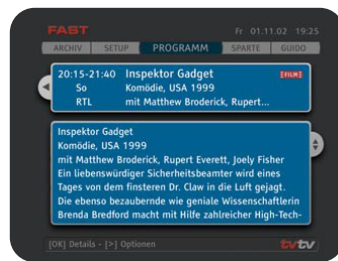 FAST Fr 01.11.02 19:25
ARCHIV SETUP PROGRAMM SPARTE GUIDO
20:15-21:40 Inspektor Gadget [FILM]
So Komödie, USA 1999
RTL mit Matthew Broderick, Rupert...
Inspektor Gadget
Komödie, USA 1999
mit Matthew Broderick, Rupert Everett, Joely Fisher
Ein liebenswürdiger Sicherheitsbeamter wird eines
Tages von dem finsteren Dr. Claw in die Luft gejagt.
Die ebenso bezaubernde wie geniale Wissenschaftlerin
Brenda Bredford macht mit Hilfe zahlreicher High-Tech-
[OK] Details - [>] Optionen tvtv